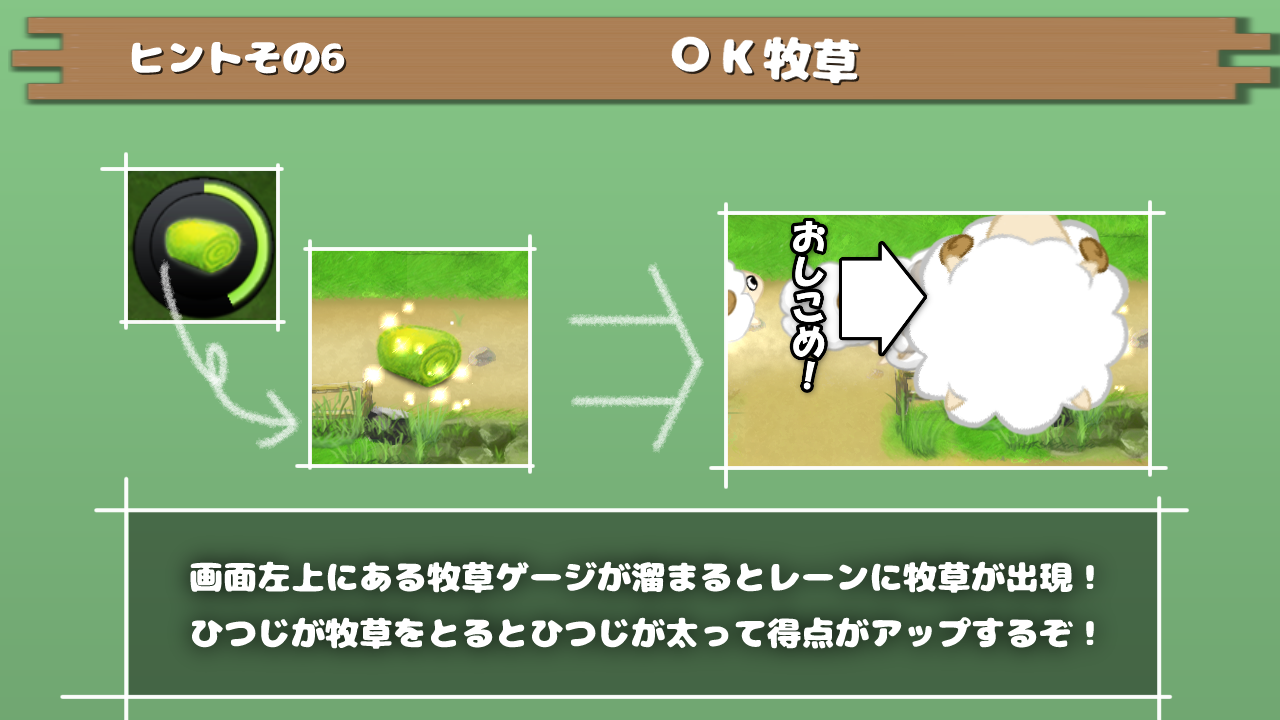 ヒントその6
OK牧草
おしこめ！
画面左上にある牧草ゲージが溜まるとレーンに牧草が出現！
ひつじが牧草をとるとひつじが太って得点がアップするぞ！